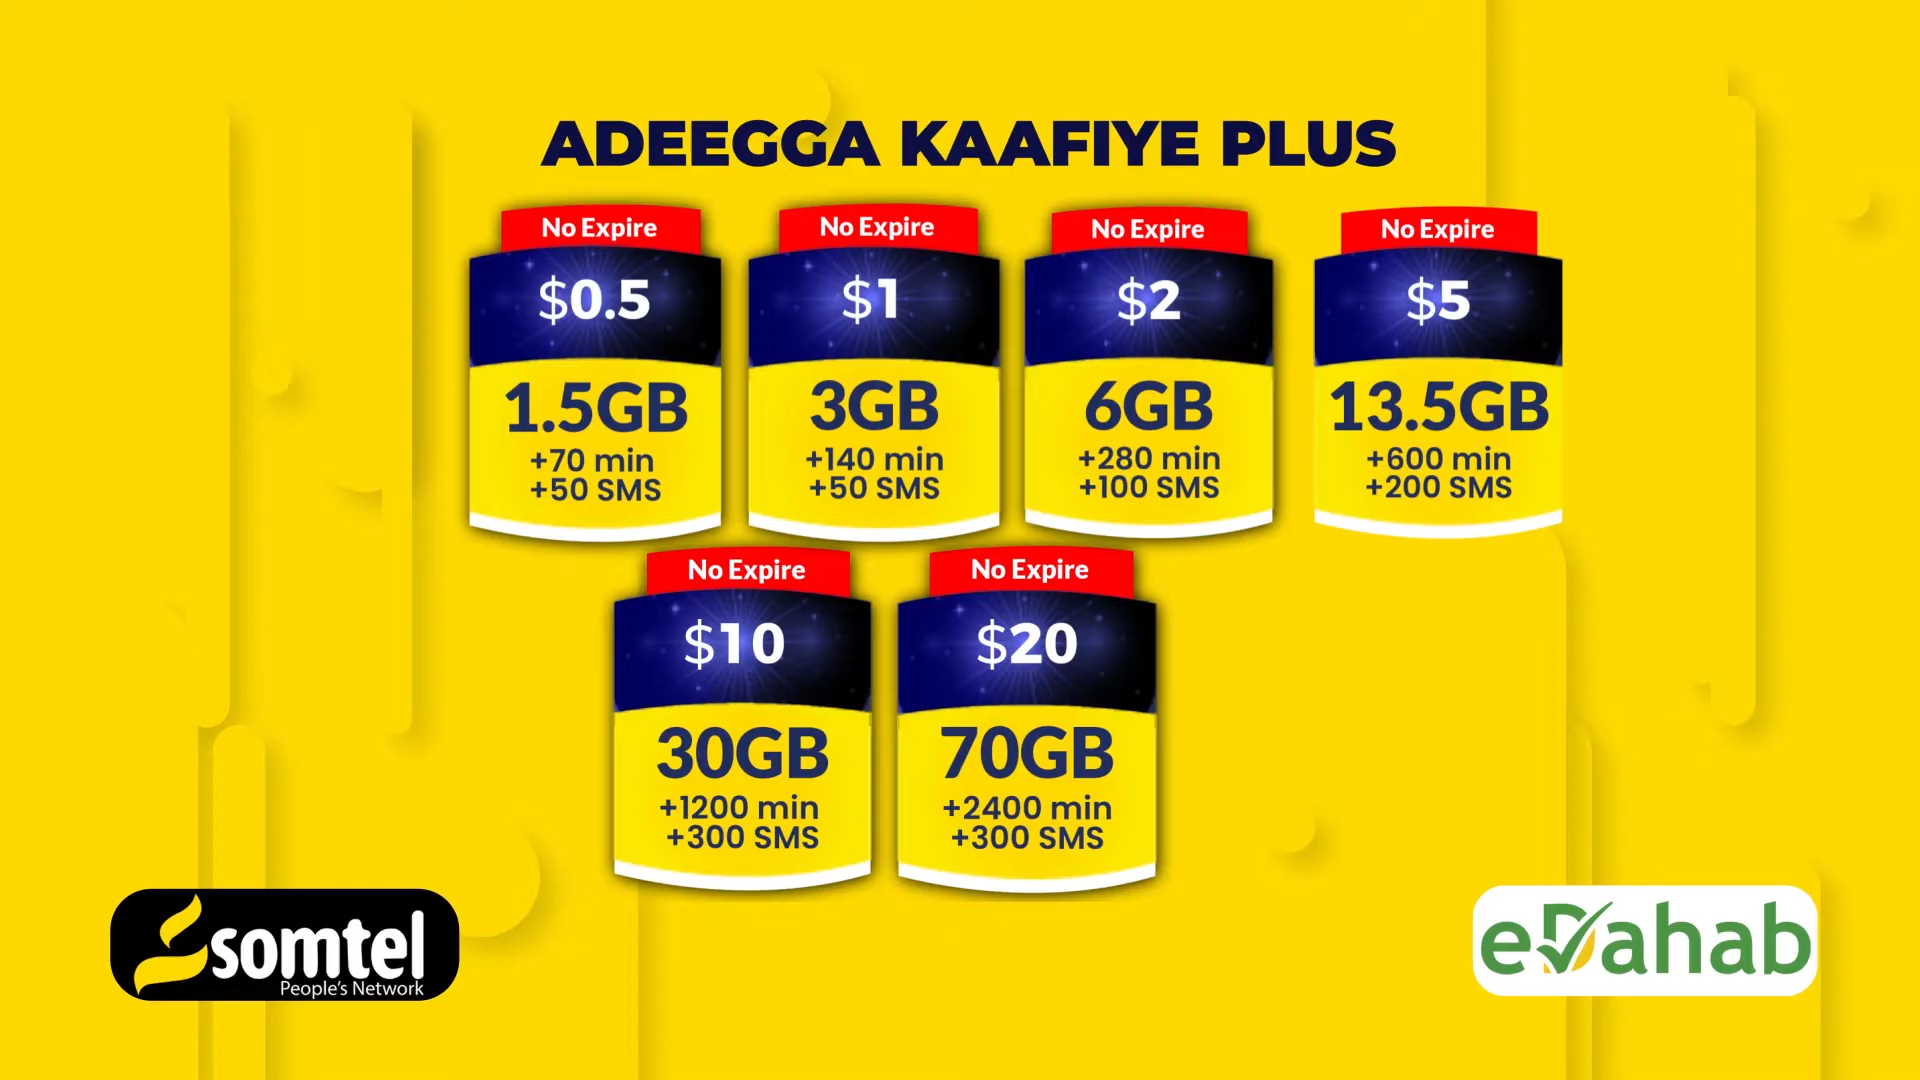 ADEEGGA KAAFIYE PLUS
No Expire
$0.5
1.5GB
+70 min
+50 SMS
No Expire
$1
3GB
+140 min
+50 SMS
No Expire
$2
6GB
+280 min
+100 SMS
No Expire
$5
13.5GB
+600 min
+200 SMS
No Expire
$10
30GB
+1200 min
+300 SMS
No Expire
$20
70GB
+2400 min
+300 SMS
somtel
People's Network
eDahab